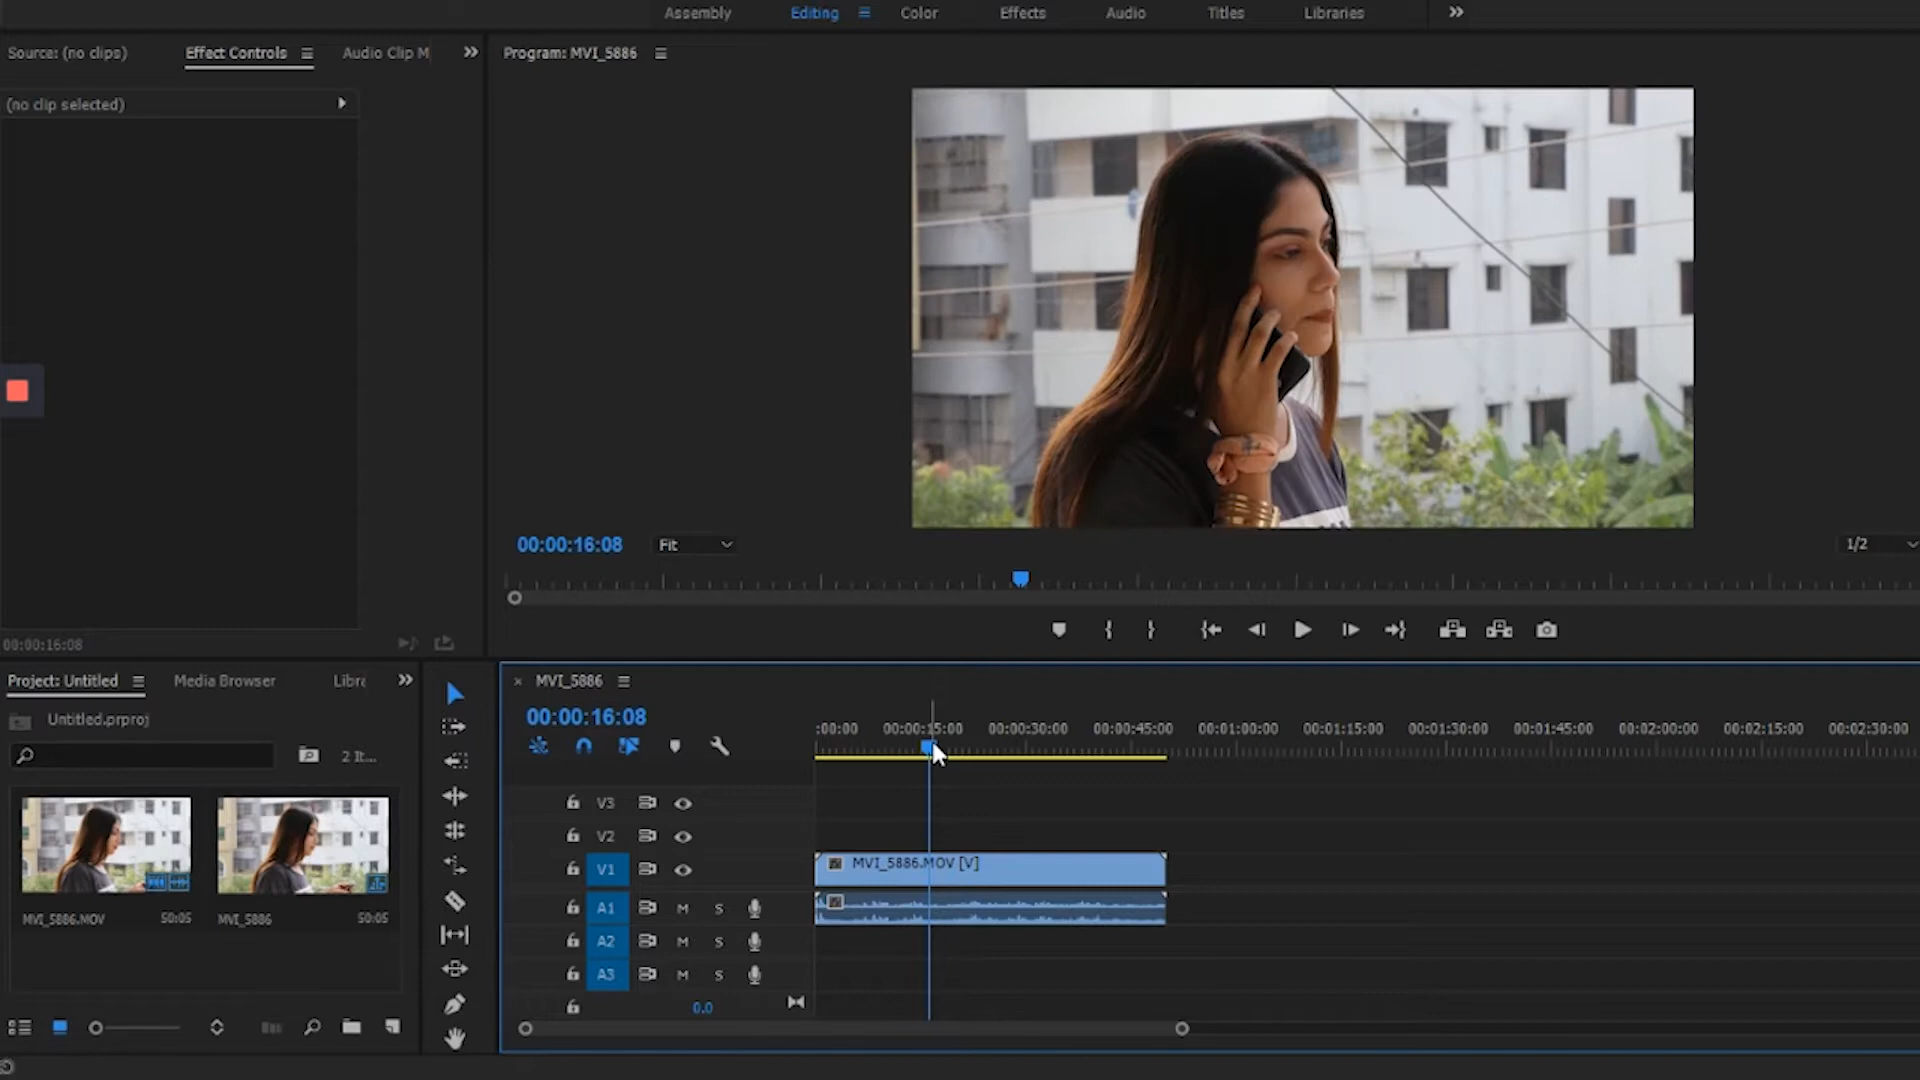 Assembly Editing Color Effects Audio Titles Libraries
Source: (no clips) Effect Controls Audio Clip M Program: MVI_5886
(no clip selected)
00:00:16:08 Fit 1/2
00:00:16:08
Project: Untitled Media Browser Libra MVI_5886
Untitled.prproj
00:00:16:08
:00:00 00:00:15:00 00:00:30:00 00:00:45:00 00:01:00:00 00:01:15:00 00:01:30:00 00:01:45:00 00:02:00:00 00:02:15:00 00:02:30:00
2 It...
V3
V2
V1 MVI_5886.MOV [V]
A1 M S
MVI_5886.MOV 50:05 MVI_5886 50:05
A2 M S
A3 M S
0.0